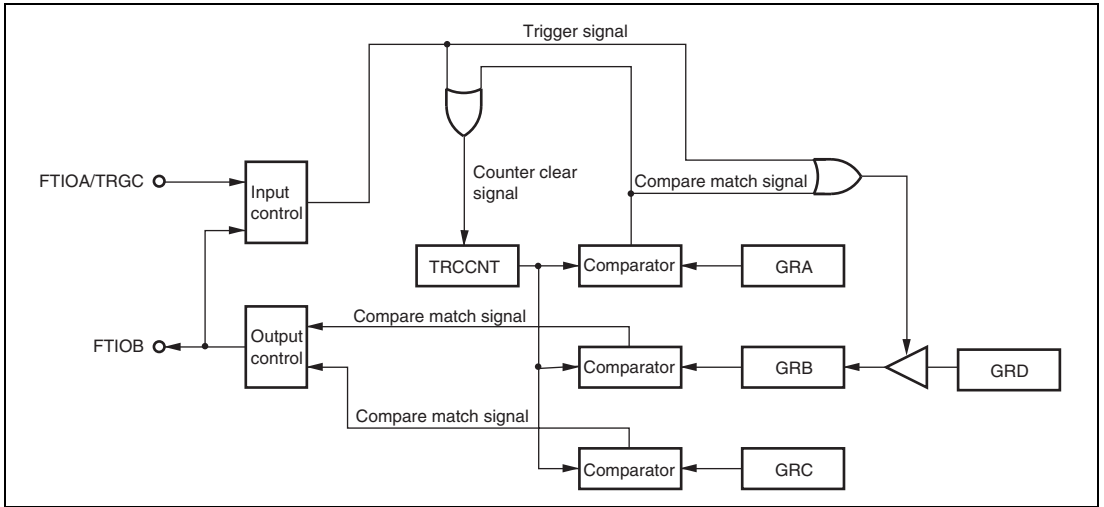 Trigger signal
FTIOA/TRGC
Input
control
Counter clear
signal
Compare match signal
TRCCNT
Comparator
GRA
FTIOB
Output
control
Compare match signal
Comparator
GRB
GRD
Compare match signal
Comparator
GRC